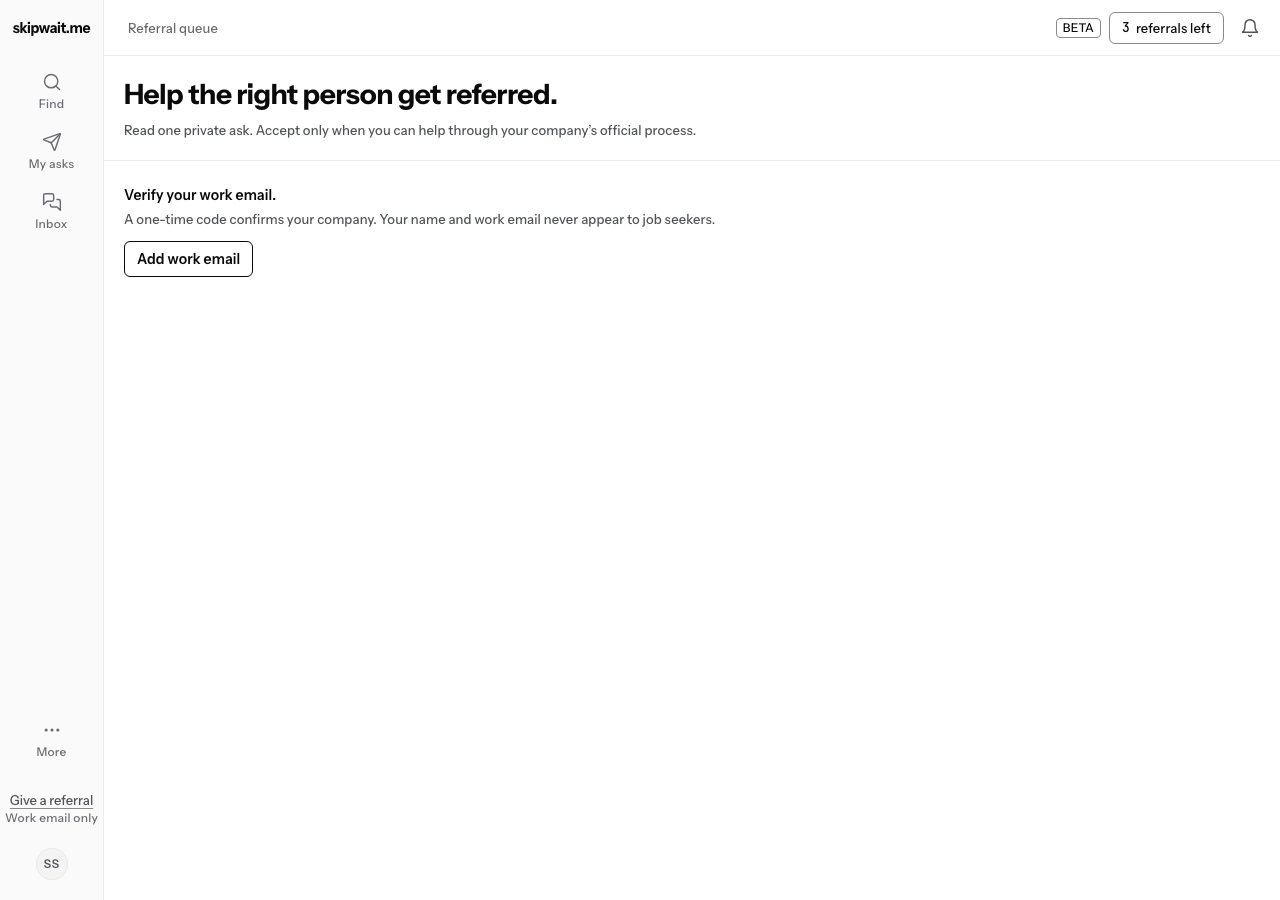 skipwait.me
Find
My asks
Inbox
More
Give a referral
Work email only
SS
Referral queue
BETA
3 referrals left
Help the right person get referred.
Read one private ask. Accept only when you can help through your company’s official process.
Verify your work email.
A one-time code confirms your company. Your name and work email never appear to job seekers.
Add work email